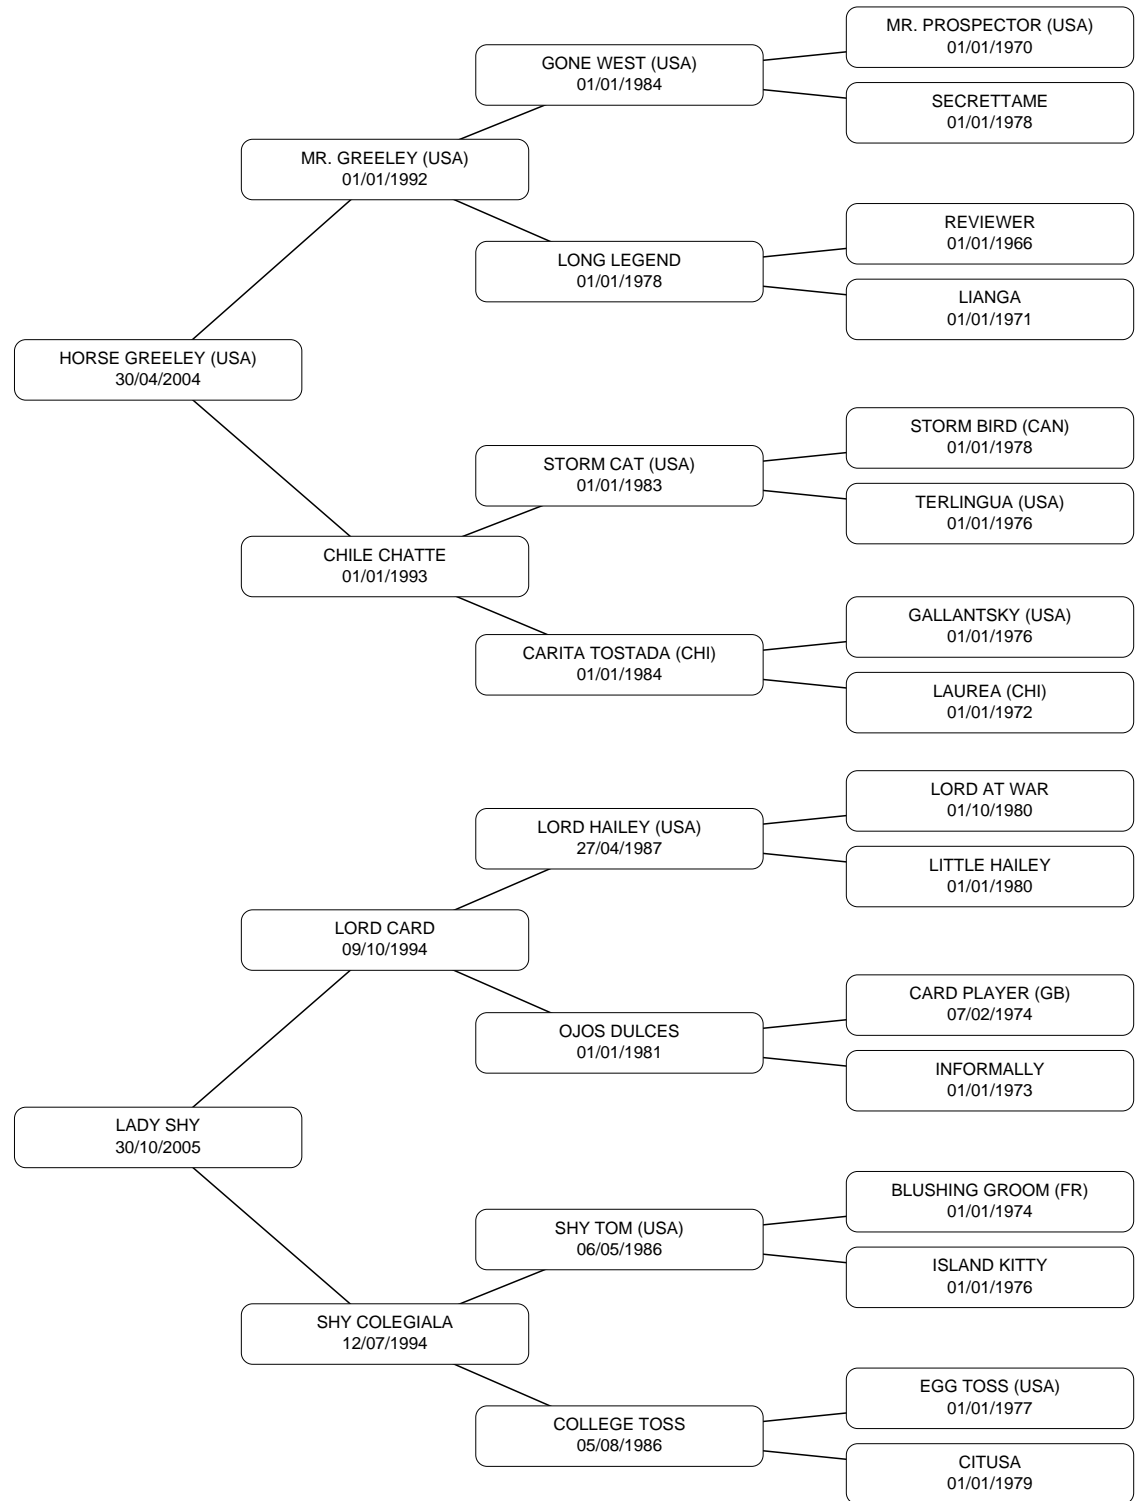 MR. PROSPECTOR (USA)
01/01/1970
GONE WEST (USA)
01/01/1984
SECRETTAME
01/01/1978
MR. GREELEY (USA)
01/01/1992
REVIEWER
01/01/1966
LONG LEGEND
01/01/1978
LIANGA
01/01/1971
HORSE GREELEY (USA)
30/04/2004
STORM BIRD (CAN)
01/01/1978
STORM CAT (USA)
01/01/1983
TERLINGUA (USA)
01/01/1976
CHILE CHATTE
01/01/1993
GALLANTSKY (USA)
01/01/1976
CARITA TOSTADA (CHI)
01/01/1984
LAUREA (CHI)
01/01/1972
LORD AT WAR
01/10/1980
LORD HAILEY (USA)
27/04/1987
LITTLE HAILEY
01/01/1980
LORD CARD
09/10/1994
CARD PLAYER (GB)
07/02/1974
OJOS DULCES
01/01/1981
INFORMALLY
01/01/1973
LADY SHY
30/10/2005
BLUSHING GROOM (FR)
01/01/1974
SHY TOM (USA)
06/05/1986
ISLAND KITTY
01/01/1976
SHY COLEGIALA
12/07/1994
EGG TOSS (USA)
01/01/1977
COLLEGE TOSS
05/08/1986
CITUSA
01/01/1979